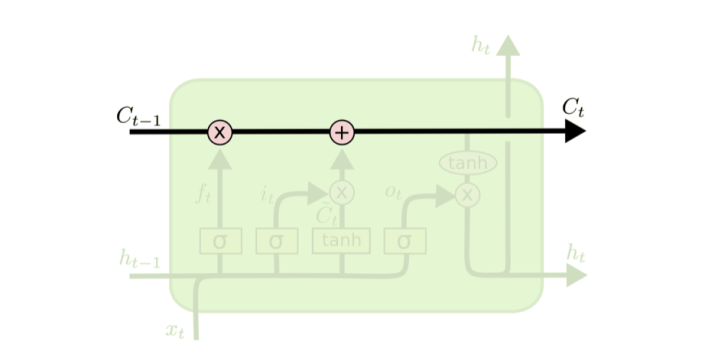 h_t
C_{t-1} × + C_t
tanh
f_t i_t × o_t ×
C̃_t
σ σ tanh σ
h_{t-1} h_t
x_t